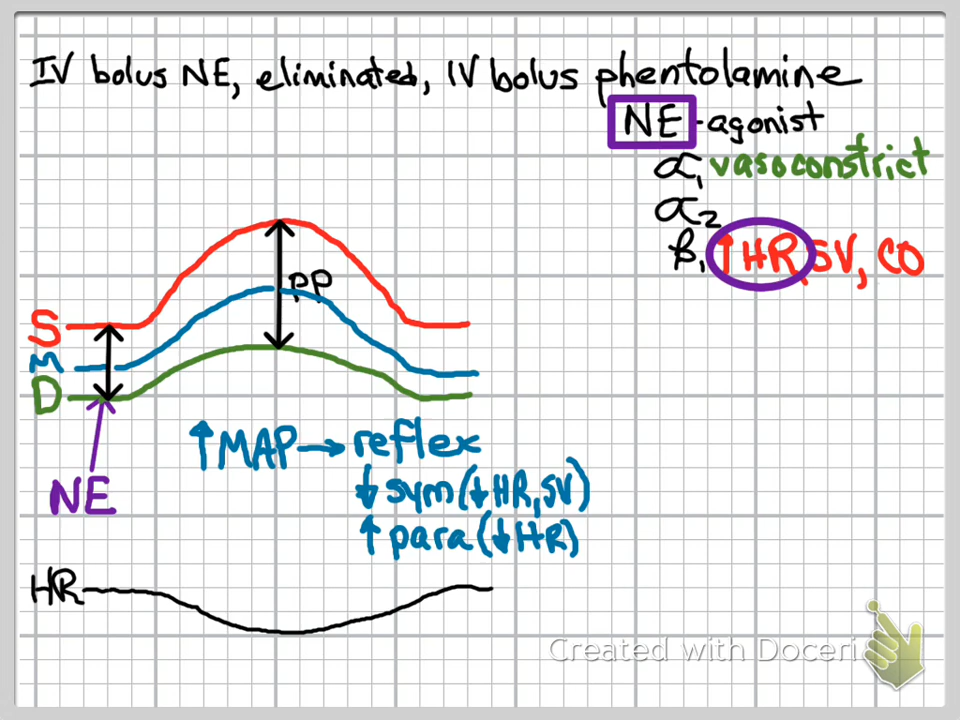 IV bolus NE, eliminated, IV bolus phentolamine
NE - agonist
α1 vasoconstrict
α2
β1 ↑HR, SV, CO
PP
S
M
D
↑MAP → reflex
↓ sym (↓HR, SV)
↑ para (↓HR)
NE
HR
Created with Doceri